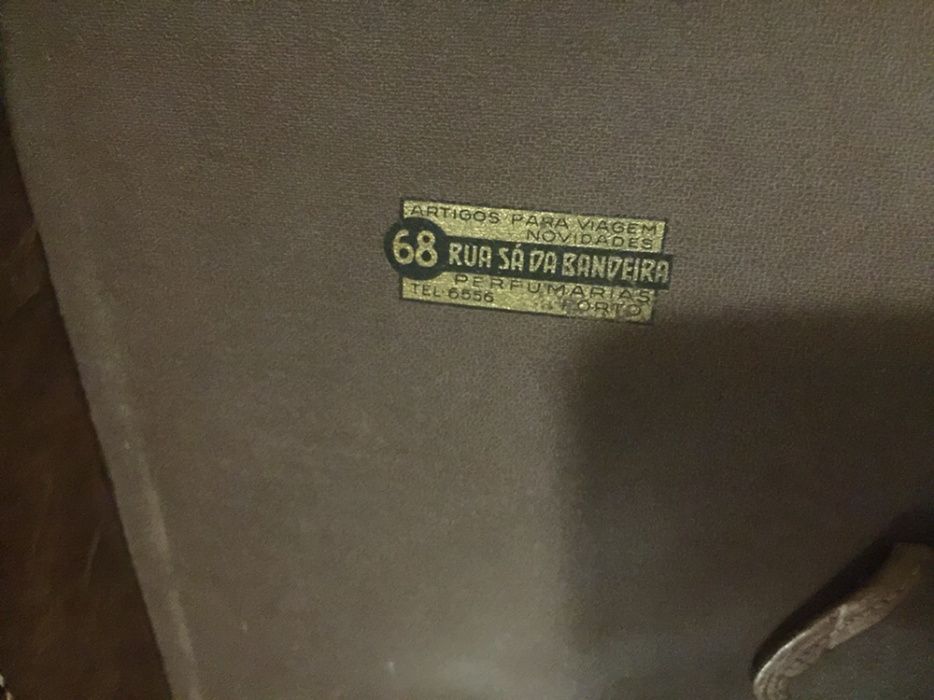 ARTIGOS PARA VIAGEM
NOVIDADES
68 RUA SÁ DA BANDEIRA
PERFUMARIAS
TEL 6556 PORTO